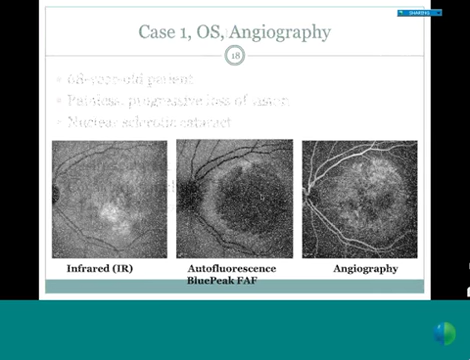 SHARING
Case 1, OS, Angiography
18
68-year-old patient
Painless, progressive loss of vision
Nuclear sclerotic cataract
Infrared (IR)
Autofluorescence
BluePeak FAF
Angiography